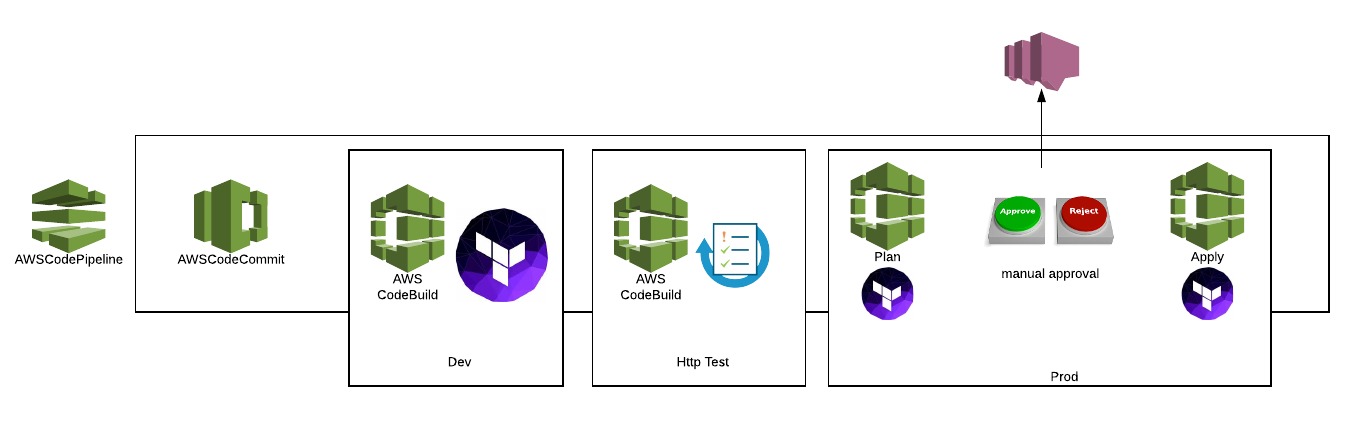 AWSCodePipeline
AWSCodeCommit
AWS
CodeBuild
Dev
AWS
CodeBuild
Http Test
Plan
Approve
Reject
manual approval
Apply
Prod